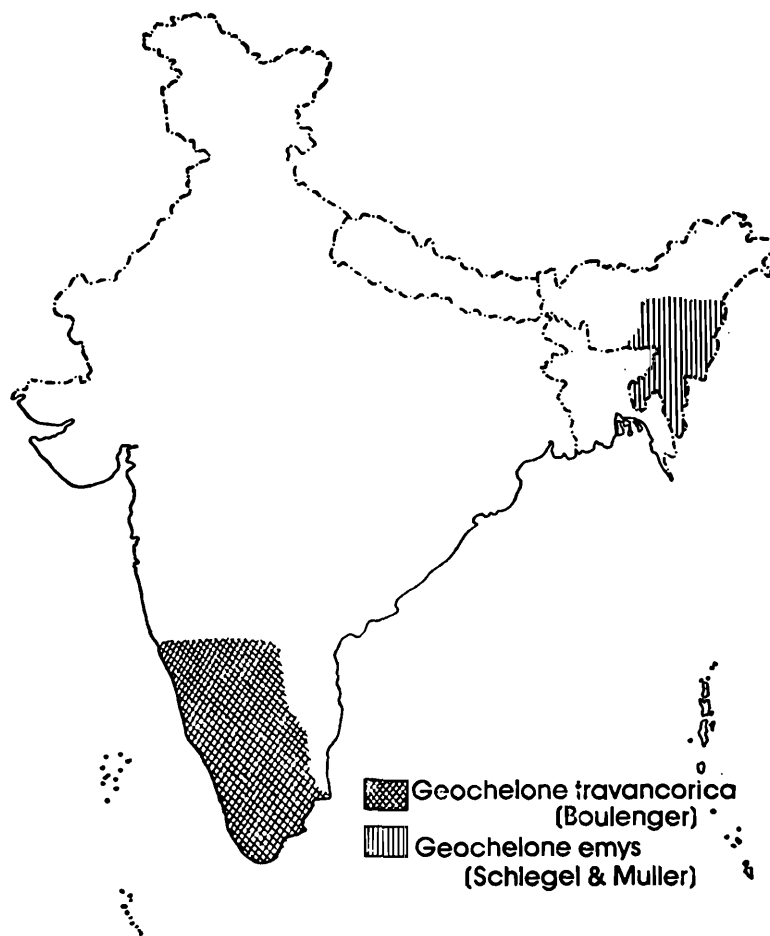 Geochelone travancorica
(Boulenger)
Geochelone emys
(Schlegel & Muller)